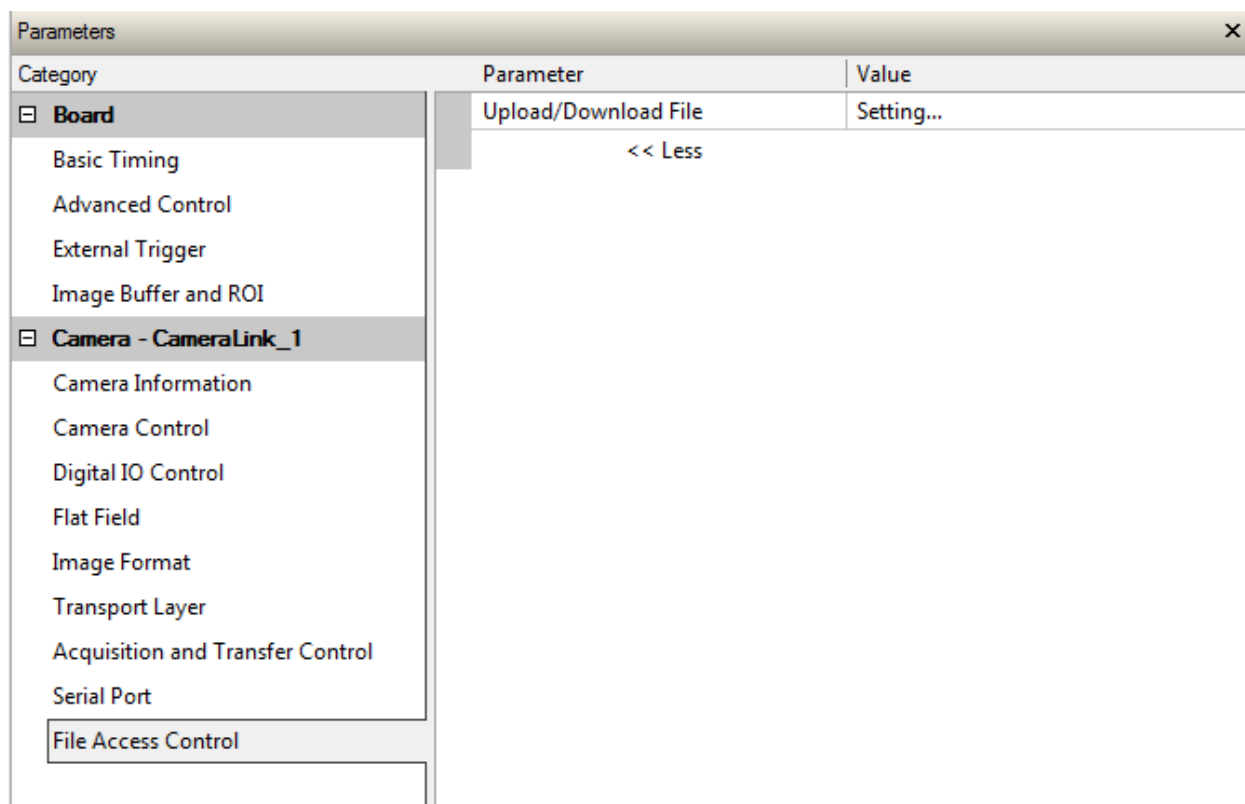 Parameters
Category
Parameter Value
Board
Basic Timing
Advanced Control
External Trigger
Image Buffer and ROI
Camera - CameraLink_1
Camera Information
Camera Control
Digital IO Control
Flat Field
Image Format
Transport Layer
Acquisition and Transfer Control
Serial Port
File Access Control
Upload/Download File Setting...
<< Less